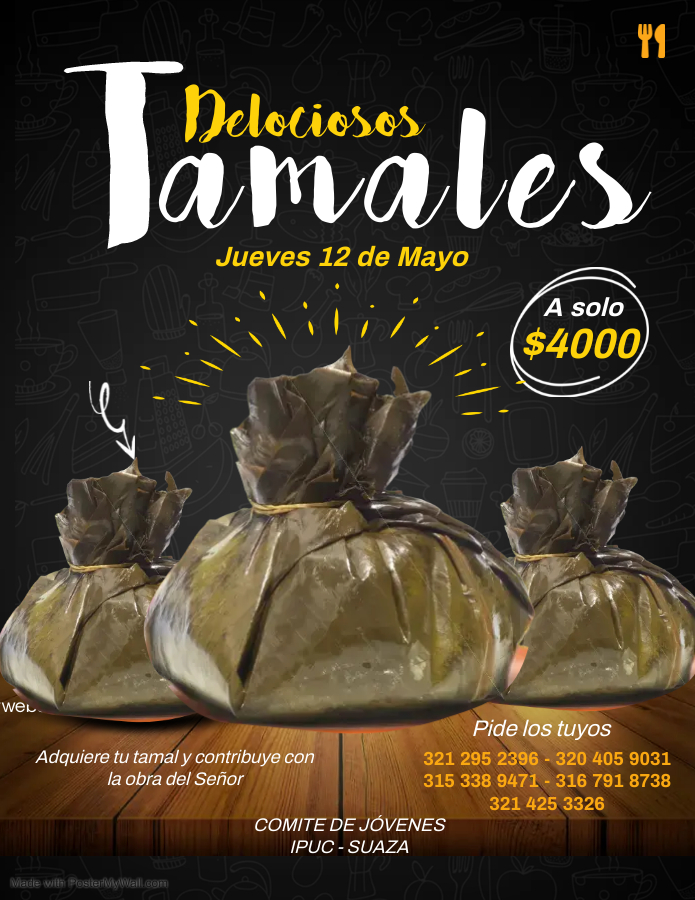 Delociosos
Tamales
Jueves 12 de Mayo
A solo
$4000
web.
Pide los tuyos
Adquiere tu tamal y contribuye con
la obra del Señor
321 295 2396 - 320 405 9031
315 338 9471 - 316 791 8738
321 425 3326
COMITE DE JÓVENES
IPUC - SUAZA
Made with PosterMyWall.com